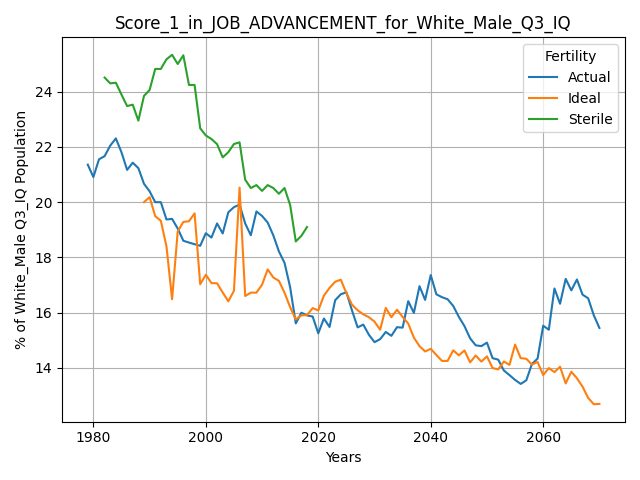 Score_1_in_JOB_ADVANCEMENT_for_White_Male_Q3_IQ
Fertility
Actual
Ideal
Sterile
% of White_Male Q3_IQ Population
24
22
20
18
16
14
1980
2000
2020
2040
2060
Years